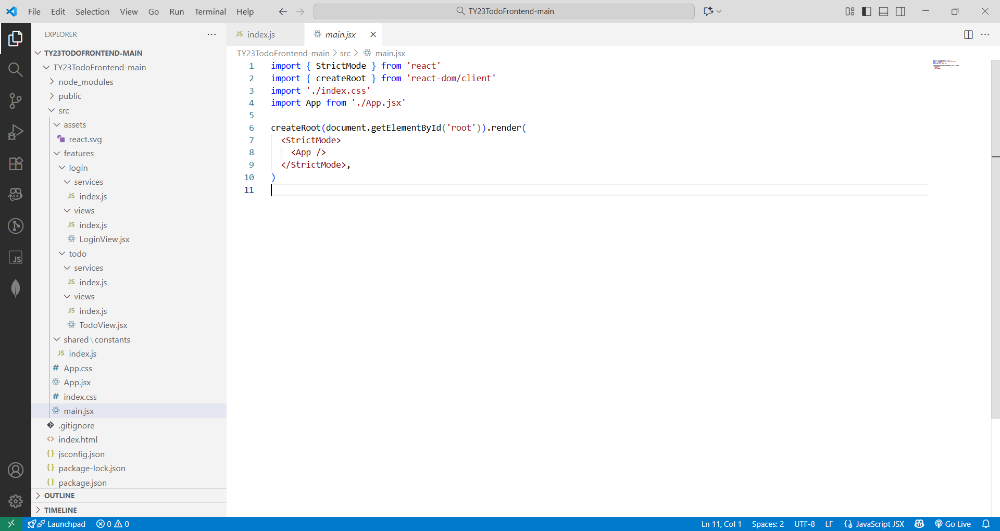 File Edit Selection View Go Run Terminal Help
TY23TodoFrontend-main
EXPLORER
TY23TODOFRONTEND-MAIN
TY23TodoFrontend-main
node_modules
public
src
assets
react.svg
features
login
services
JS index.js
views
JS index.js
LoginView.jsx
todo
services
JS index.js
views
JS index.js
TodoView.jsx
shared\constants
JS index.js
# App.css
App.jsx
# index.css
main.jsx
.gitignore
<> index.html
{} jsconfig.json
{} package-lock.json
{} package.json
OUTLINE
TIMELINE
JS index.js
main.jsx
TY23TodoFrontend-main > src > main.jsx
1 import { StrictMode } from 'react'
2 import { createRoot } from 'react-dom/client'
3 import './index.css'
4 import App from './App.jsx'
5
6 createRoot(document.getElementById('root')).render(
7 <StrictMode>
8 <App />
9 </StrictMode>,
10 )
11
JS
Launchpad 0 0 Ln 11, Col 1 Spaces: 2 UTF-8 LF {} JavaScript JSX Go Live